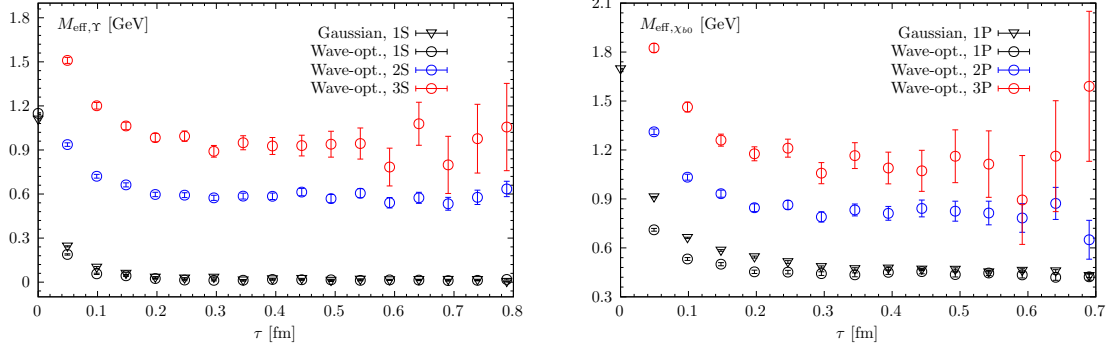 M_eff,Υ [GeV]
Gaussian, 1S
Wave-opt., 1S
Wave-opt., 2S
Wave-opt., 3S
1.8
1.5
1.2
0.9
0.6
0.3
0
0 0.1 0.2 0.3 0.4 0.5 0.6 0.7 0.8
τ [fm]
M_eff,χ_b0 [GeV]
Gaussian, 1P
Wave-opt., 1P
Wave-opt., 2P
Wave-opt., 3P
2.1
1.8
1.5
1.2
0.9
0.6
0.3
0 0.1 0.2 0.3 0.4 0.5 0.6 0.7
τ [fm]